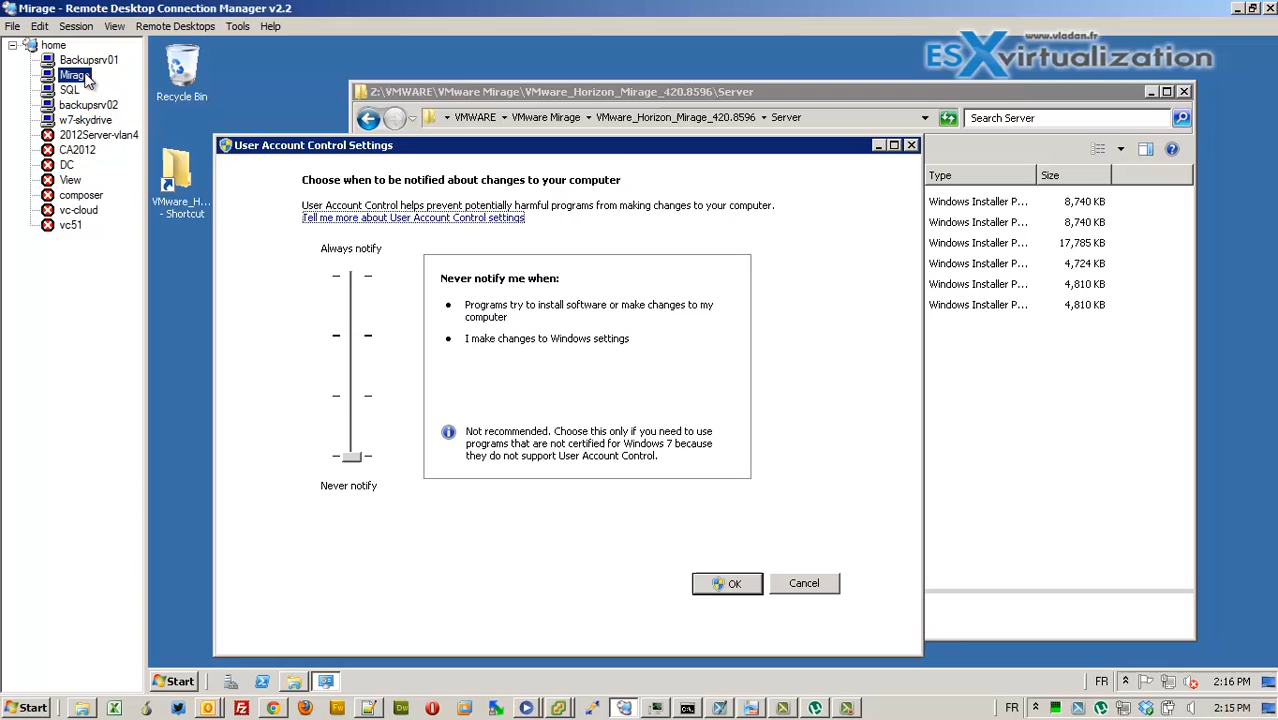 Mirage - Remote Desktop Connection Manager v2.2
File Edit Session View Remote Desktops Tools Help
home
Backupsrv01
Mirage
SQL
backupsrv02
w7-skydrive
2012Server-vlan4
CA2012
DC
View
composer
vc-cloud
vc51
Recycle Bin
VMware_H...
- Shortcut
www.vladan.fr
ESXvirtualization
Z:\VMWARE\VMware Mirage\VMware_Horizon_Mirage_420.8596\Server
VMWARE VMware Mirage VMware_Horizon_Mirage_420.8596 Server
Search Server
Type Size
Windows Installer P... 8,740 KB
Windows Installer P... 8,740 KB
Windows Installer P... 17,785 KB
Windows Installer P... 4,724 KB
Windows Installer P... 4,810 KB
Windows Installer P... 4,810 KB
User Account Control Settings
Choose when to be notified about changes to your computer
User Account Control helps prevent potentially harmful programs from making changes to your computer.
Tell me more about User Account Control settings
Always notify
Never notify me when:
Programs try to install software or make changes to my
computer
I make changes to Windows settings
Not recommended. Choose this only if you need to use
programs that are not certified for Windows 7 because
they do not support User Account Control.
Never notify
OK Cancel
Start FR 2:16 PM
Start FR 2:15 PM